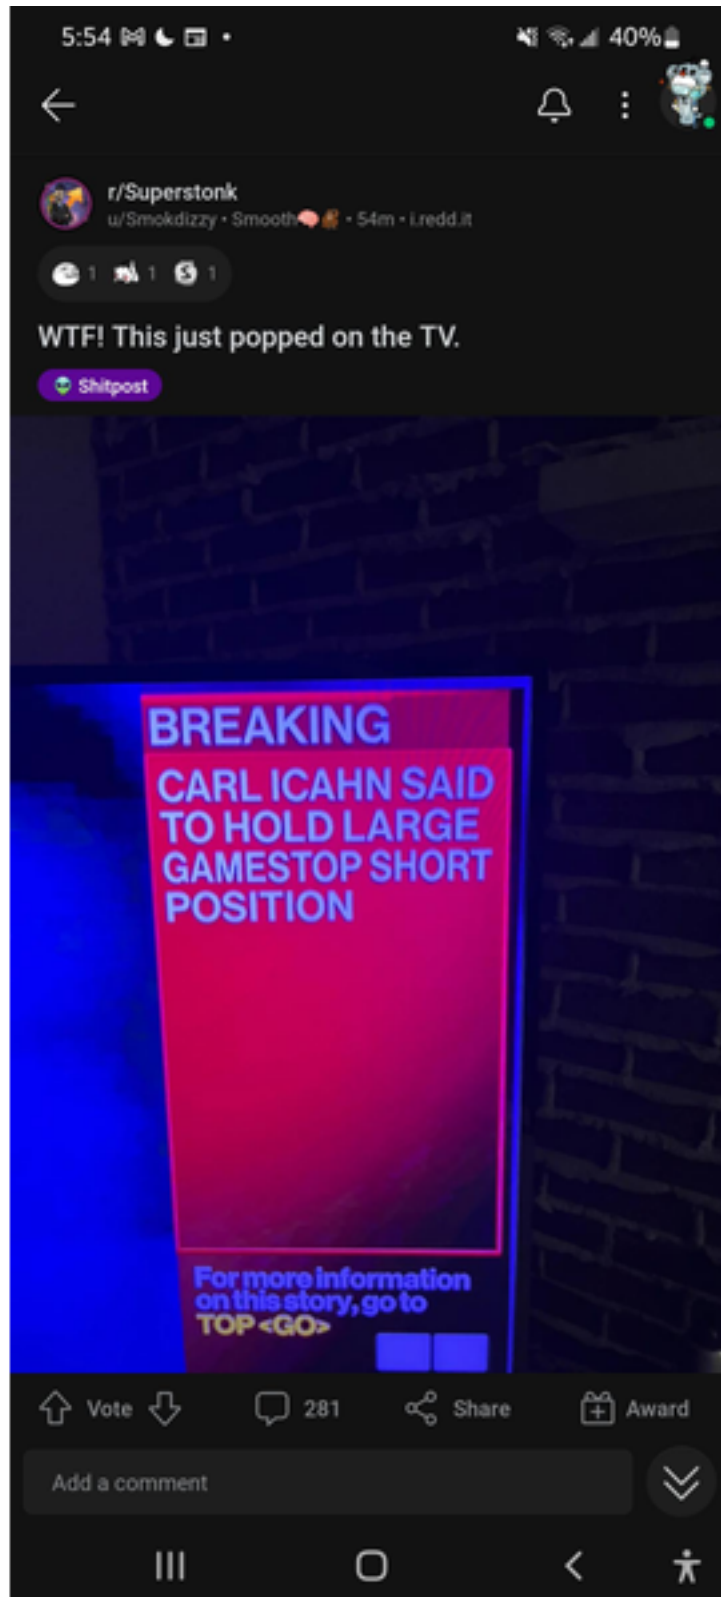 5:54
40%
r/Superstonk
u/Smokdizzy • Smooth🧠 • 54m • i.redd.it
1 1 1
WTF! This just popped on the TV.
Shitpost
BREAKING
CARL ICAHN SAID
TO HOLD LARGE
GAMESTOP SHORT
POSITION
For more information
on this story, go to
TOP <GO>
Vote
281
Share
Award
Add a comment